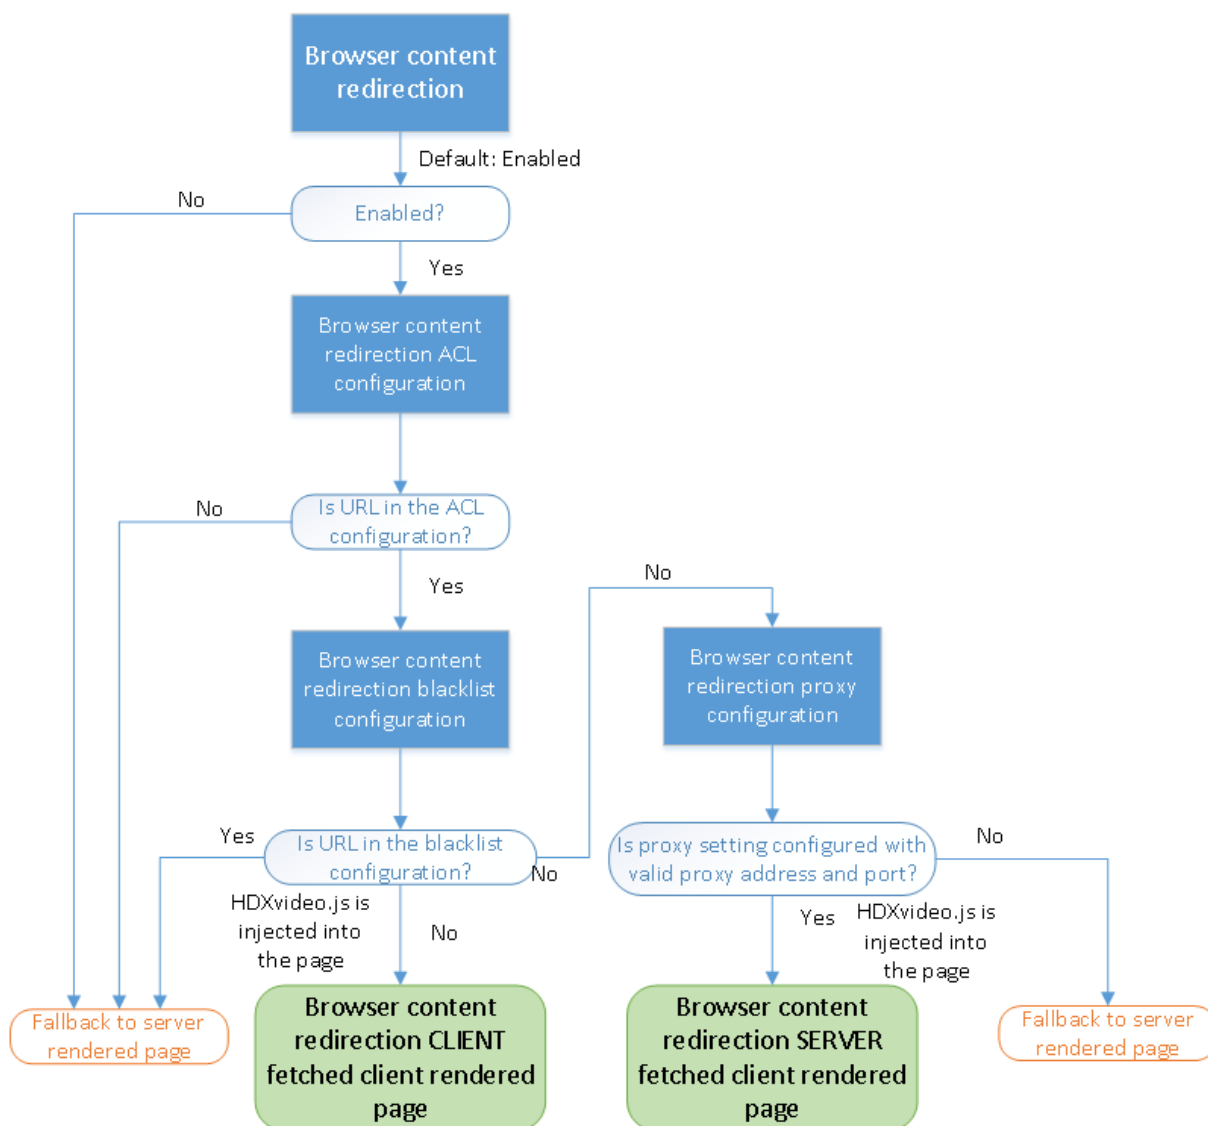 Browser content
redirection
Default: Enabled
No
Enabled?
Yes
Browser content
redirection ACL
configuration
No
Is URL in the ACL
configuration?
Yes
No
Browser content
redirection blacklist
configuration
Browser content
redirection proxy
configuration
Yes
Is URL in the blacklist
configuration?
No
Is proxy setting configured with
valid proxy address and port?
No
HDXvideo.js is
injected into
the page
No
Yes
HDXvideo.js is
injected into
the page
Fallback to server
rendered page
Browser content
redirection CLIENT
fetched client rendered
page
Browser content
redirection SERVER
fetched client rendered
page
Fallback to server
rendered page